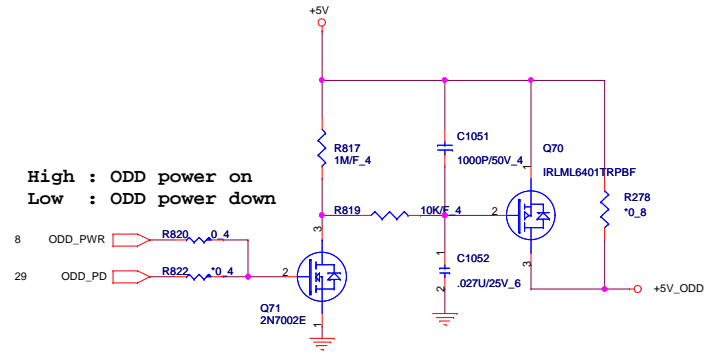 +5V
C1051
1000P/50V_4
Q70
IRLML6401TRPBF
1
R817
1M/F_4
High : ODD power on
Low : ODD power down
R278
*0_8
R819
10K/F_4
2
8
ODD_PWR
R820
0_4
3
1
C1052
.027U/25V_6
2
3
29
ODD_PD
R822
*0_4
2
+5V_ODD
Q71
2N7002E
1